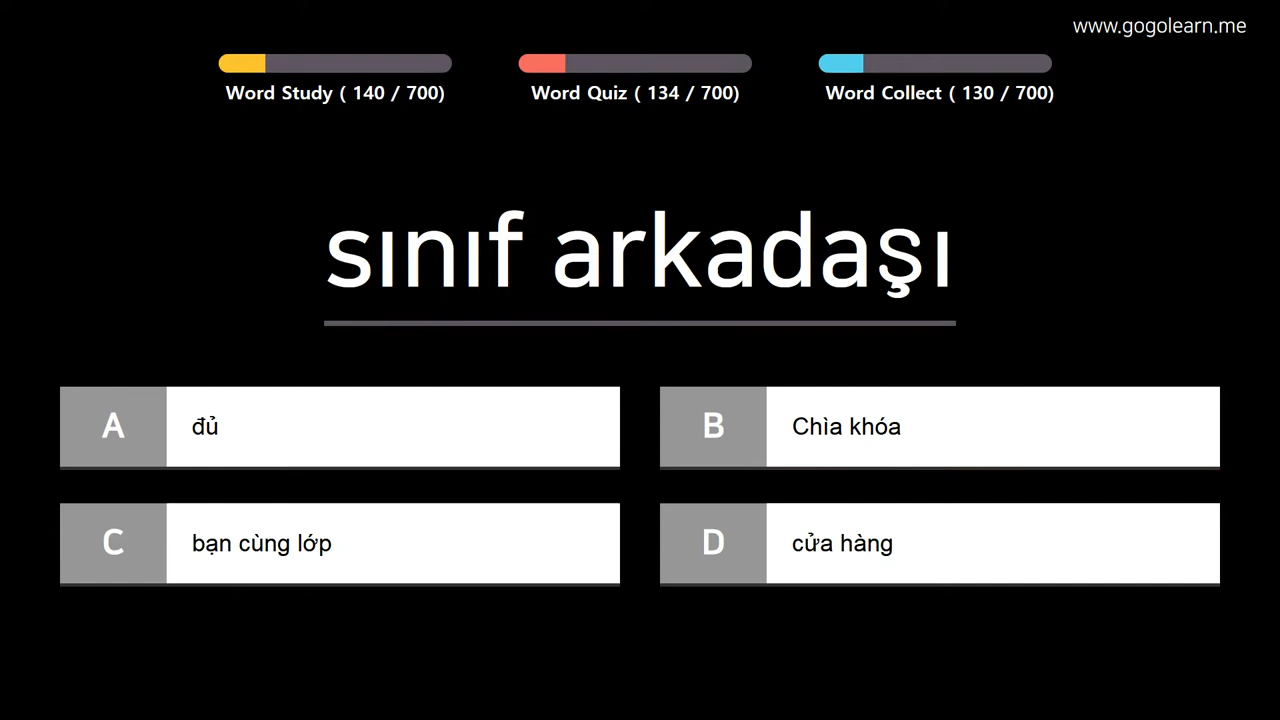 www.gogolearn.me
Word Study ( 140 / 700)
Word Quiz ( 134 / 700)
Word Collect ( 130 / 700)
sınıf arkadaşı
A đủ
B Chìa khóa
C bạn cùng lớp
D cửa hàng